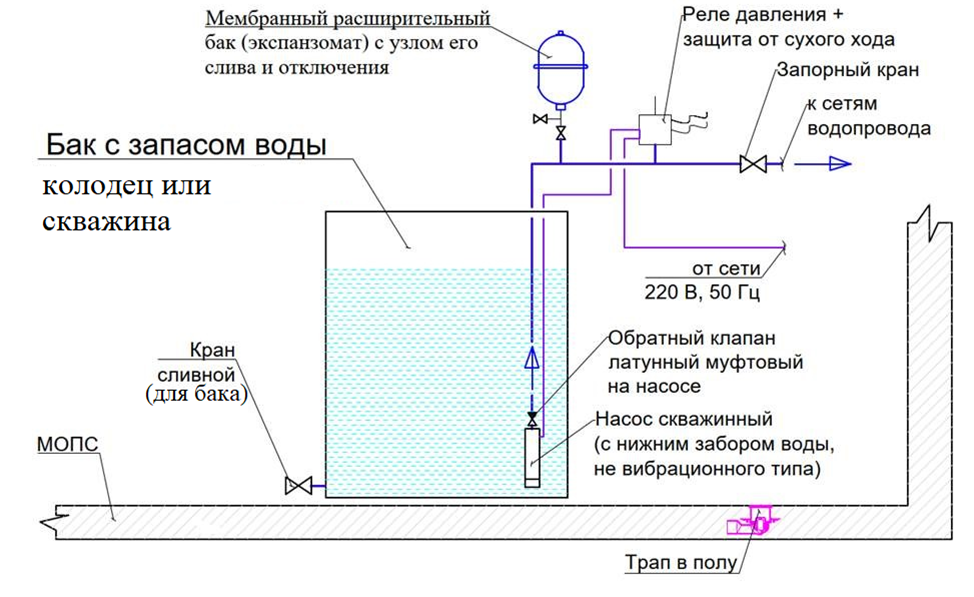 Мембранный расширительный
бак (экспанзомат) с узлом его
слива и отключения
Реле давления +
защита от сухого хода
Запорный кран
к сетям
водопровода
Бак с запасом воды
колодец или
скважина
от сети
220 В, 50 Гц
Обратный клапан
латунный муфтовый
на насосе
Кран
сливной
(для бака)
Насос скважинный
(с нижним забором воды,
не вибрационного типа)
МОПС
Трап в полу